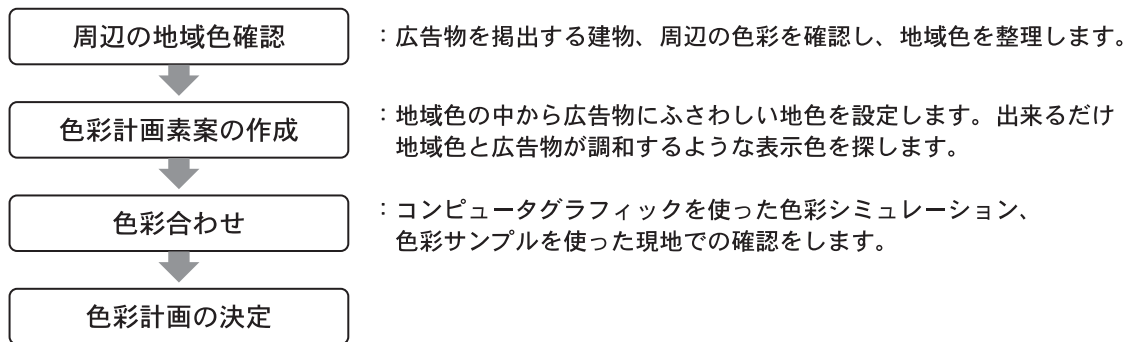 周辺の地域色確認
：広告物を掲出する建物、周辺の色彩を確認し、地域色を整理します。
色彩計画素案の作成
：地域色の中から広告物にふさわしい地色を設定します。出来るだけ
地域色と広告物が調和するような表示色を探します。
色彩合わせ
：コンピュータグラフィックを使った色彩シミュレーション、
色彩サンプルを使った現地での確認をします。
色彩計画の決定